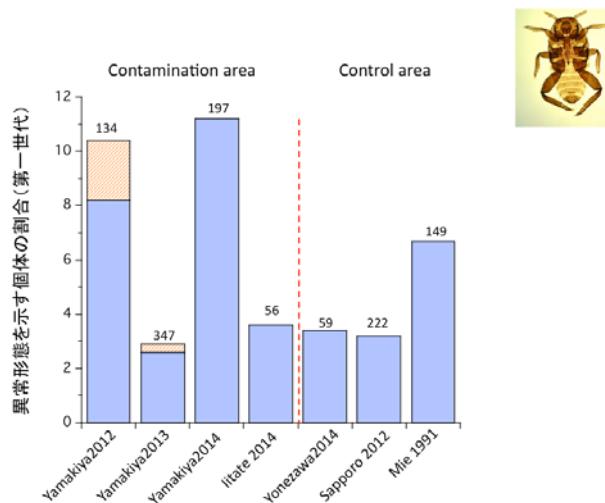 Contamination area
Control area
異常形態を示す個体の割合(第一世代)
12
10
8
6
4
2
0
134
347
197
56
59
222
149
Yamakiya2012
Yamakiya2013
Yamakiya2014
Iitate 2014
Yonezawa2014
Sapporo 2012
Mie 1991